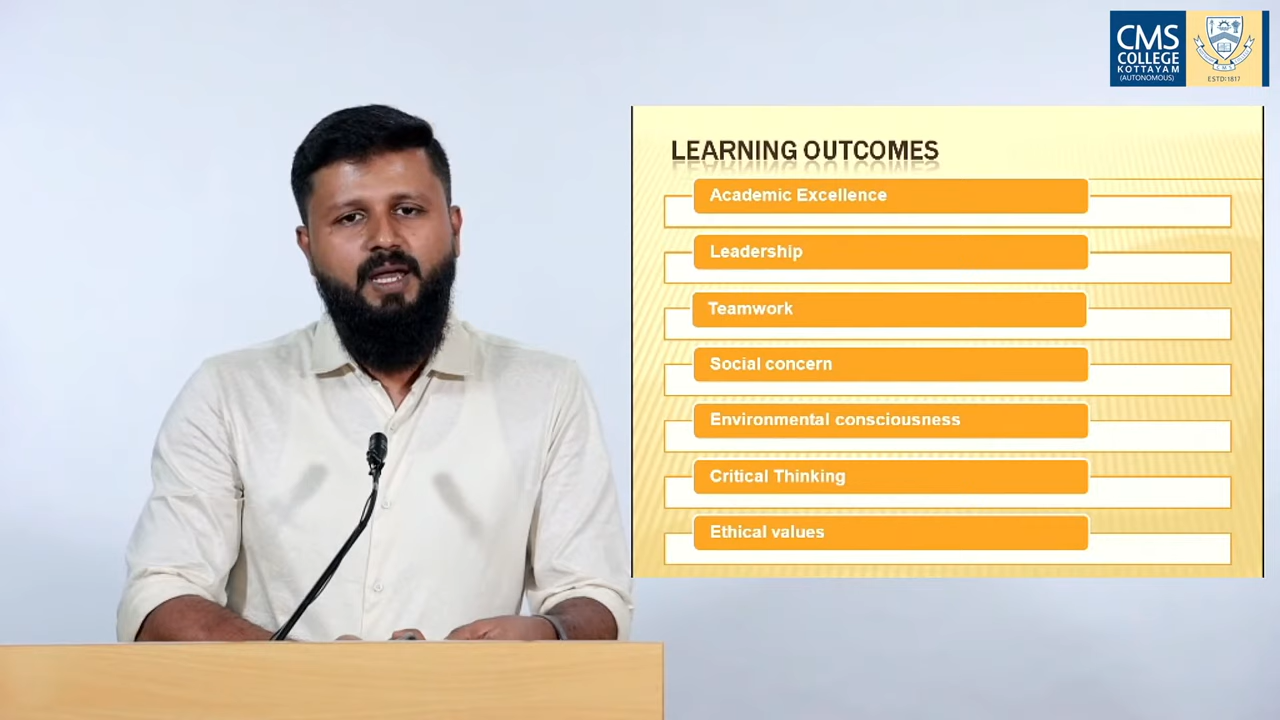 CMS
COLLEGE
KOTTAYAM
(AUTONOMOUS)
ESTD:1817
LEARNING OUTCOMES
Academic Excellence
Leadership
Teamwork
Social concern
Environmental consciousness
Critical Thinking
Ethical values